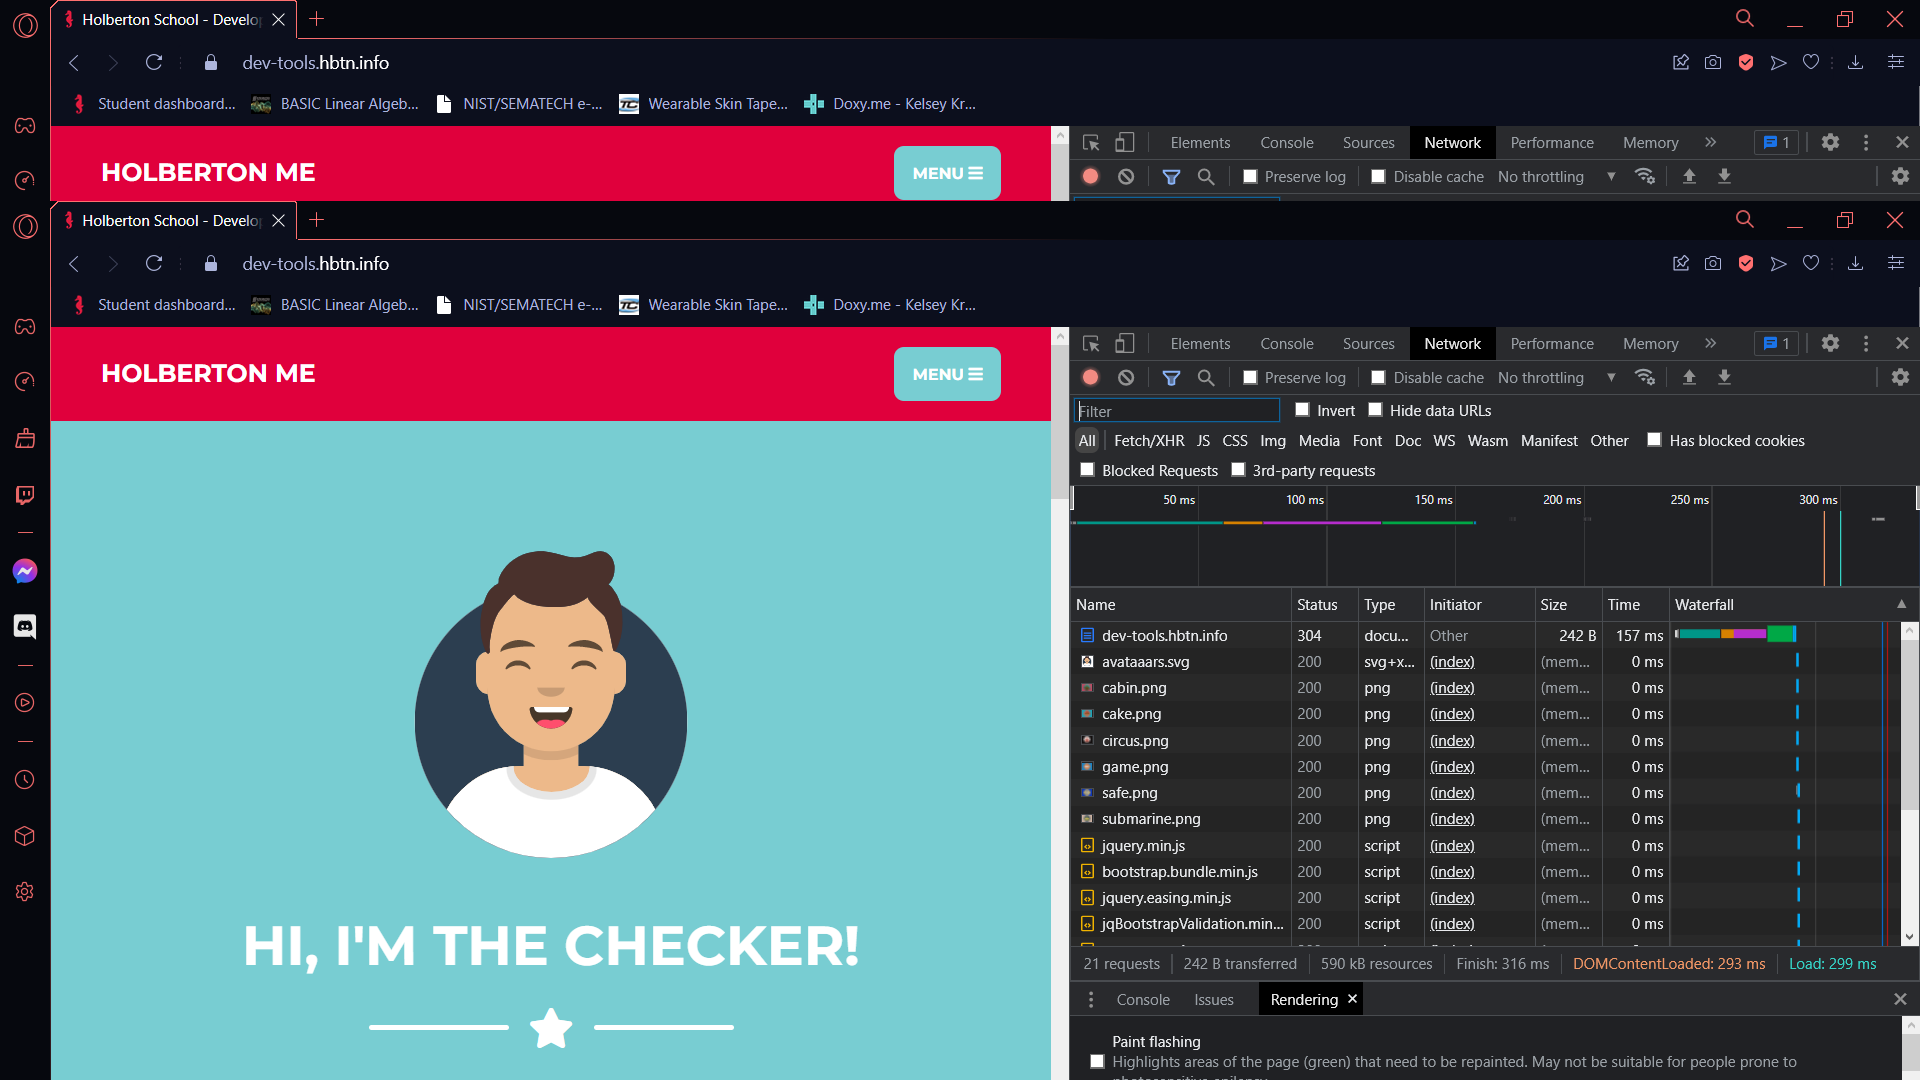 Holberton School - Develo
dev-tools.hbtn.info
Student dashboard... BASIC Linear Algeb... NIST/SEMATECH e-... Wearable Skin Tape... Doxy.me - Kelsey Kr...
HOLBERTON ME
MENU
Elements Console Sources Network Performance Memory 1
Preserve log Disable cache No throttling
Holberton School - Develo
dev-tools.hbtn.info
Student dashboard... BASIC Linear Algeb... NIST/SEMATECH e-... Wearable Skin Tape... Doxy.me - Kelsey Kr...
HOLBERTON ME
MENU
HI, I'M THE CHECKER!
Elements Console Sources Network Performance Memory 1
Preserve log Disable cache No throttling
Filter Invert Hide data URLs
All Fetch/XHR JS CSS Img Media Font Doc WS Wasm Manifest Other Has blocked cookies
Blocked Requests 3rd-party requests
50 ms 100 ms 150 ms 200 ms 250 ms 300 ms
Name Status Type Initiator Size Time Waterfall
dev-tools.hbtn.info 304 docu... Other 242 B 157 ms
avataaars.svg 200 svg+x... (index) (mem... 0 ms
cabin.png 200 png (index) (mem... 0 ms
cake.png 200 png (index) (mem... 0 ms
circus.png 200 png (index) (mem... 0 ms
game.png 200 png (index) (mem... 0 ms
safe.png 200 png (index) (mem... 0 ms
submarine.png 200 png (index) (mem... 0 ms
jquery.min.js 200 script (index) (mem... 0 ms
bootstrap.bundle.min.js 200 script (index) (mem... 0 ms
jquery.easing.min.js 200 script (index) (mem... 0 ms
jqBootstrapValidation.min... 200 script (index) (mem... 0 ms
21 requests 242 B transferred 590 kB resources Finish: 316 ms DOMContentLoaded: 293 ms Load: 299 ms
Console Issues Rendering
Paint flashing
Highlights areas of the page (green) that need to be repainted. May not be suitable for people prone to